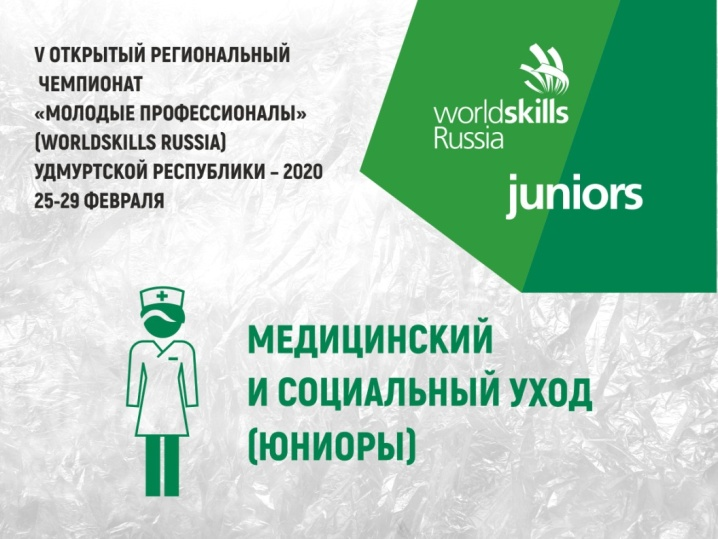 V ОТКРЫТЫЙ РЕГИОНАЛЬНЫЙ
ЧЕМПИОНАТ
«МОЛОДЫЕ ПРОФЕССИОНАЛЫ»
(WORLDSKILLS RUSSIA)
УДМУРТСКОЙ РЕСПУБЛИКИ – 2020
25-29 ФЕВРАЛЯ
worldskills
Russia
juniors
МЕДИЦИНСКИЙ
И СОЦИАЛЬНЫЙ УХОД
(ЮНИОРЫ)